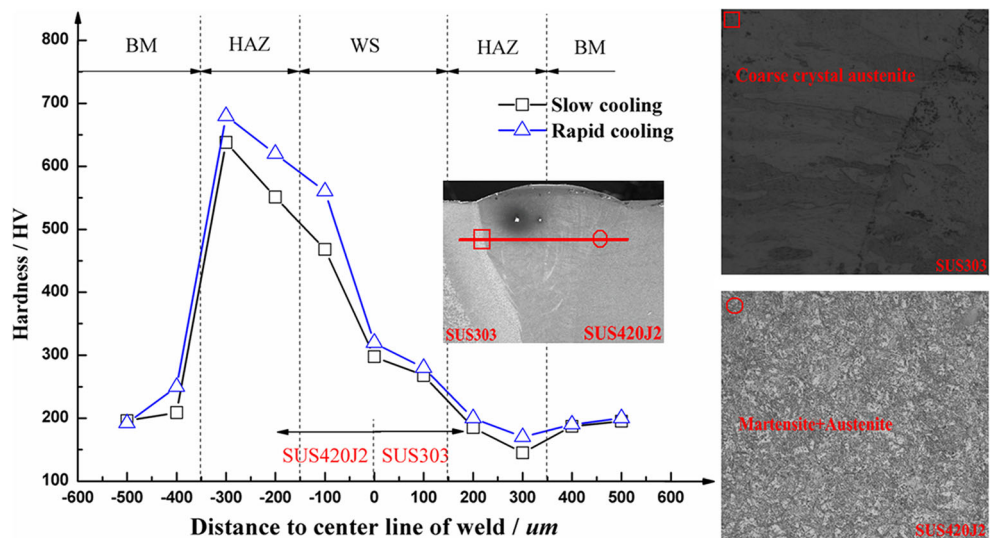 800
700
600
500
400
300
200
100
Hardness / HV
BM
HAZ
WS
HAZ
BM
Slow cooling
Rapid cooling
SUS303
SUS420J2
SUS420J2
SUS303
-600
-500
-400
-300
-200
-100
0
100
200
300
400
500
600
Distance to center line of weld / um
Coarse crystal austenite
SUS303
Martensite+Austenite
SUS420J2